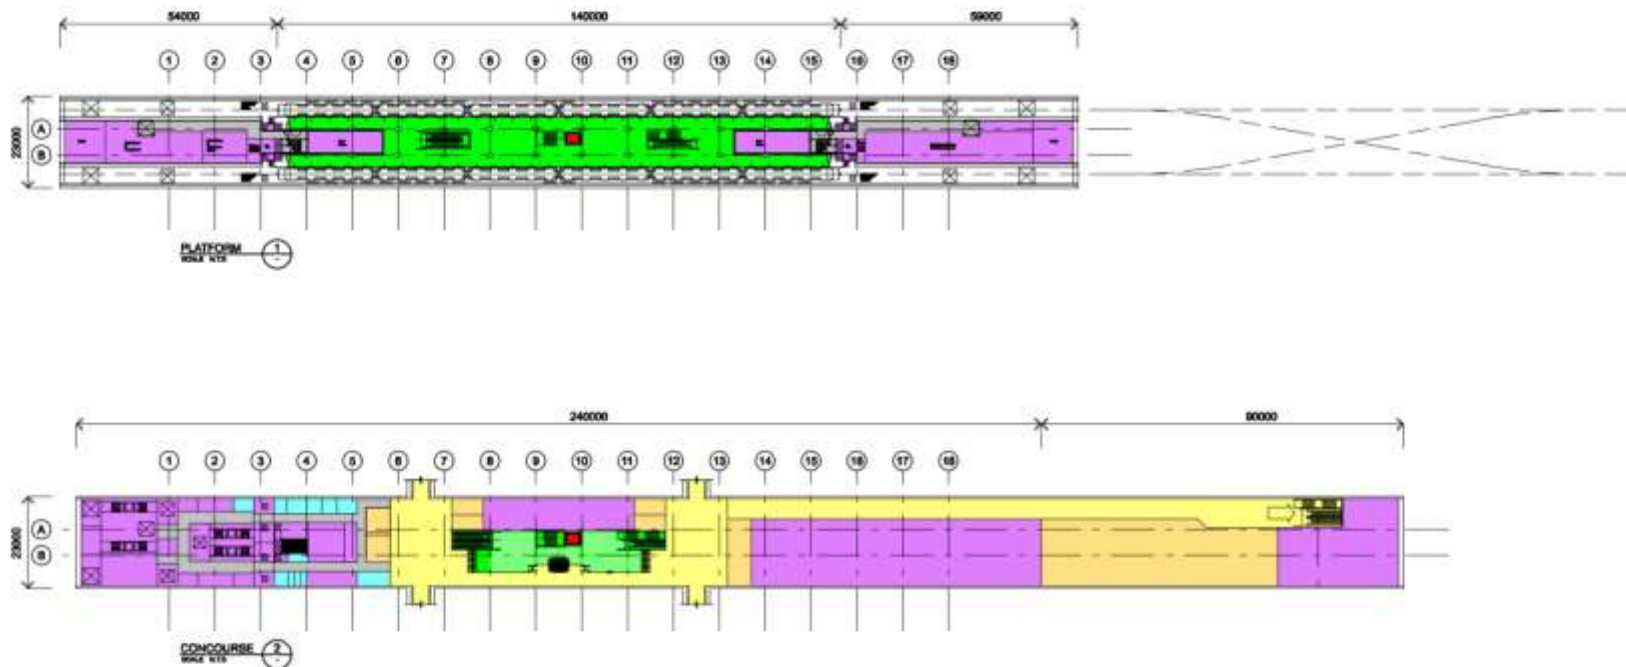 54000 140000 59000
1 2 3 4 5 6 7 8 9 10 11 12 13 14 15 16 17 18
A
B
23000
PLATFORM 1
SCALE N.T.S -
240000 90000
1 2 3 4 5 6 7 8 9 10 11 12 13 14 15 16 17 18
A
B
23000
CONCOURSE 2
SCALE N.T.S -